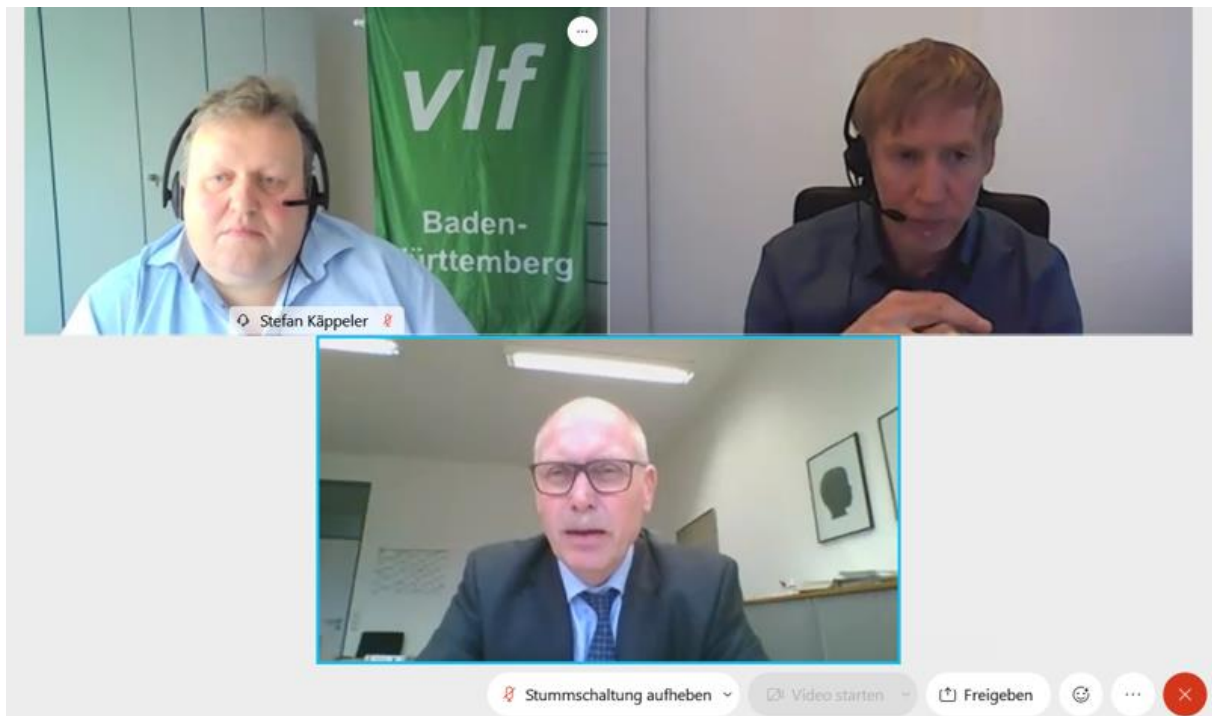 vlf
Baden-
ürttemberg
Stefan Käppeler
Stummschaltung aufheben
Video starten
Freigeben